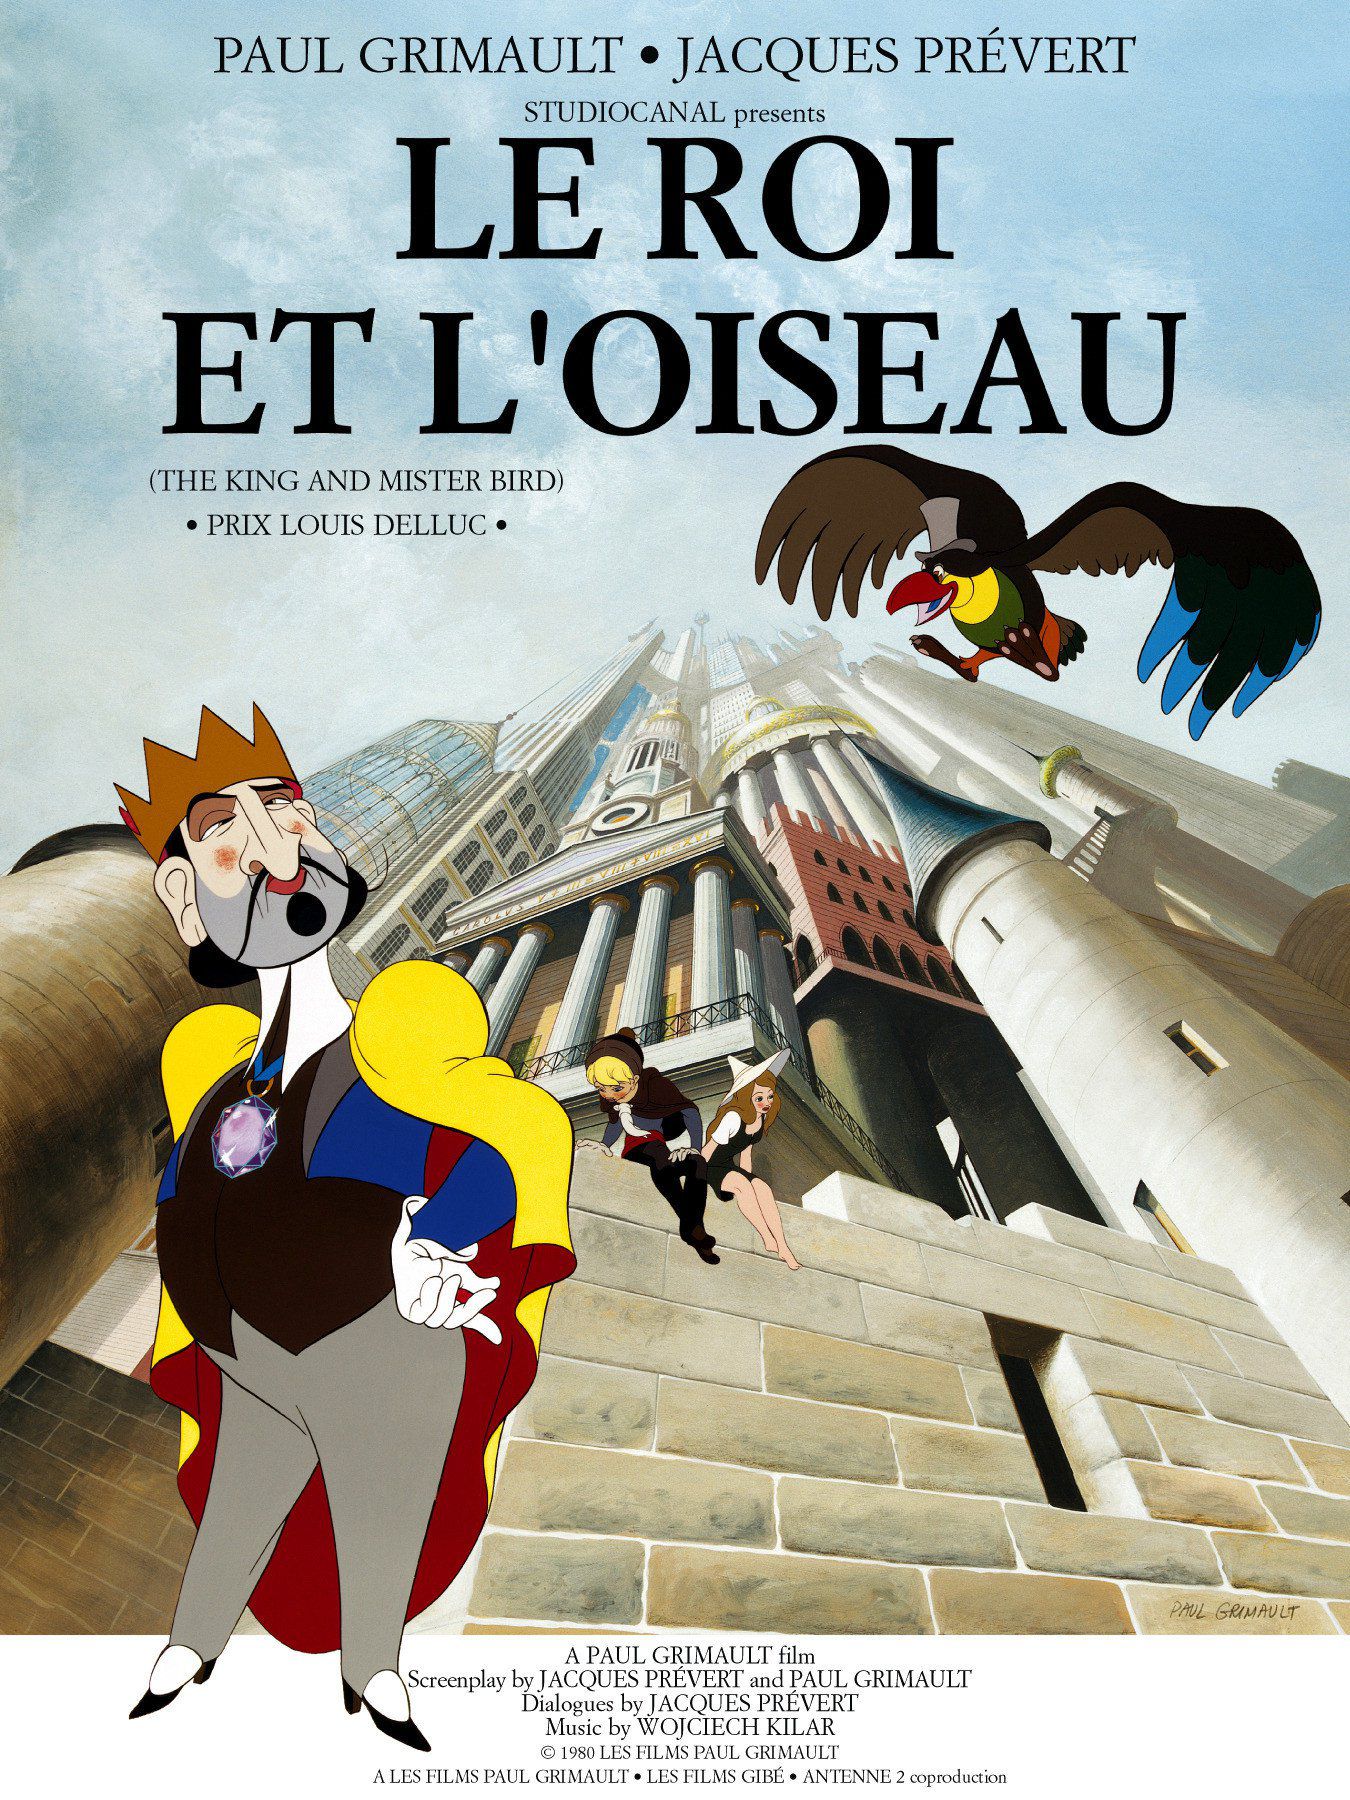 PAUL GRIMAULT • JACQUES PRÉVERT
STUDIOCANAL presents
LE ROI
ET L'OISEAU
(THE KING AND MISTER BIRD)
• PRIX LOUIS DELLUC •
PAUL GRIMAULT
A PAUL GRIMAULT film
Screenplay by JACQUES PRÉVERT and PAUL GRIMAULT
Dialogues by JACQUES PRÉVERT
Music by WOJCIECH KILAR
© 1980 LES FILMS PAUL GRIMAULT
A LES FILMS PAUL GRIMAULT • LES FILMS GIBÉ • ANTENNE 2 coproduction